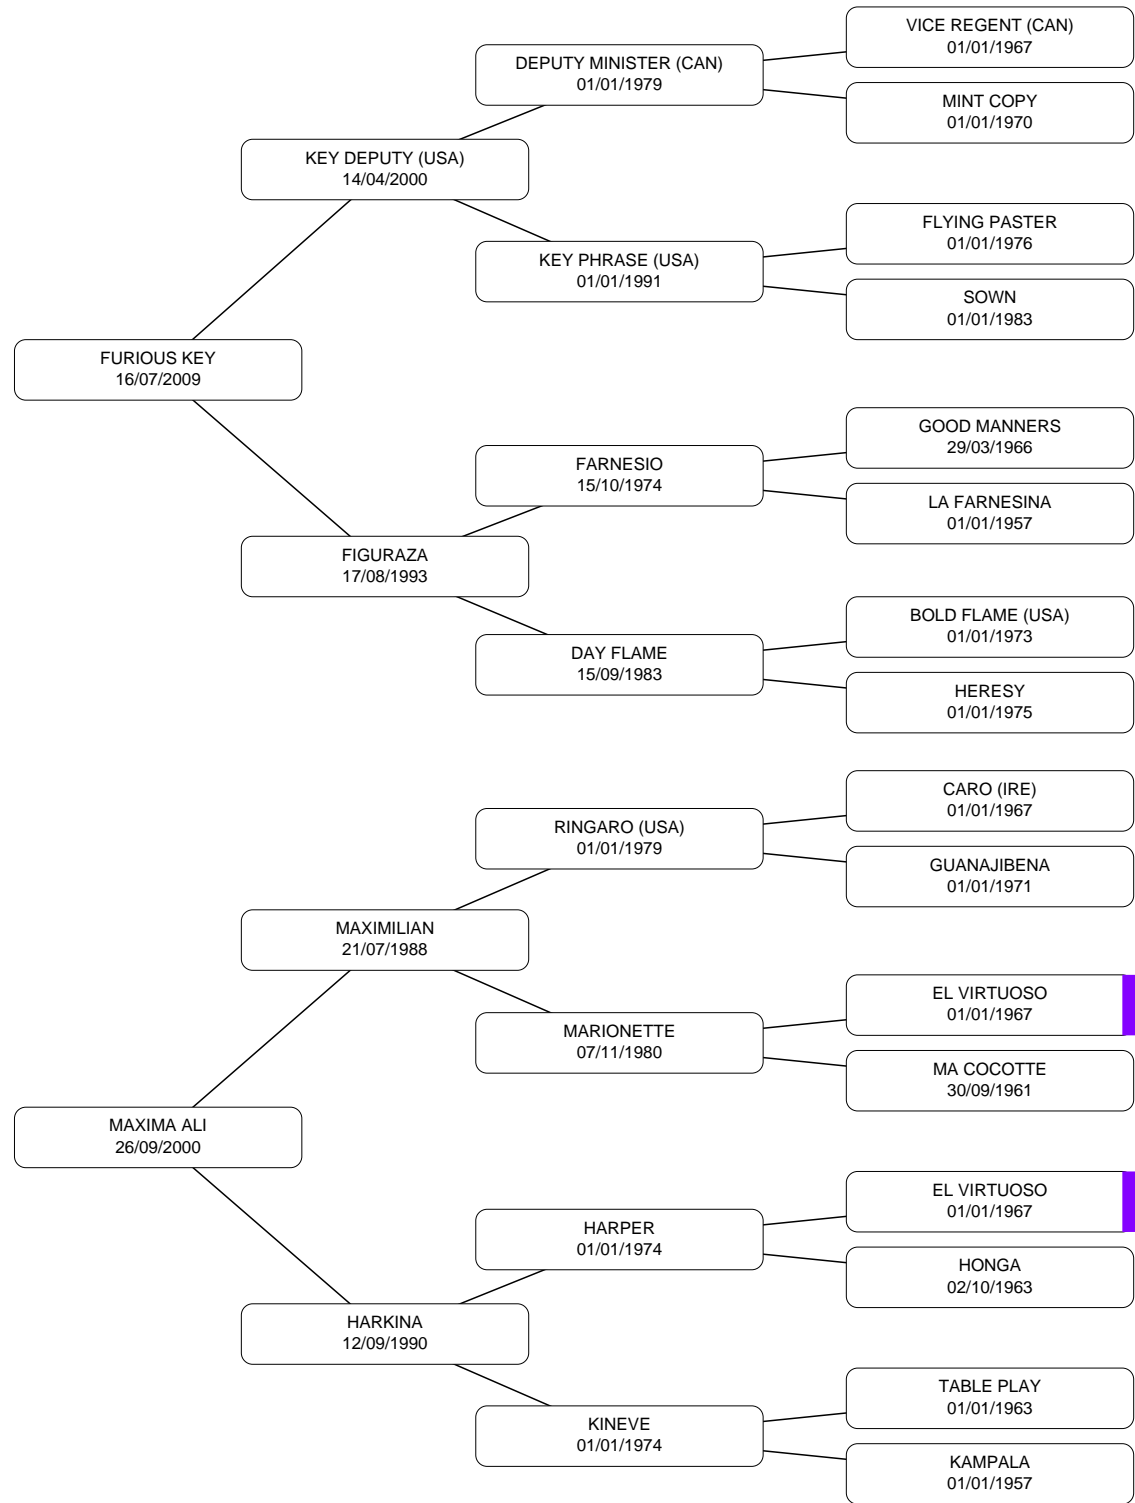 VICE REGENT (CAN)
01/01/1967
DEPUTY MINISTER (CAN)
01/01/1979
MINT COPY
01/01/1970
KEY DEPUTY (USA)
14/04/2000
FLYING PASTER
01/01/1976
KEY PHRASE (USA)
01/01/1991
SOWN
01/01/1983
FURIOUS KEY
16/07/2009
GOOD MANNERS
29/03/1966
FARNESIO
15/10/1974
LA FARNESINA
01/01/1957
FIGURAZA
17/08/1993
BOLD FLAME (USA)
01/01/1973
DAY FLAME
15/09/1983
HERESY
01/01/1975
CARO (IRE)
01/01/1967
RINGARO (USA)
01/01/1979
GUANAJIBENA
01/01/1971
MAXIMILIAN
21/07/1988
EL VIRTUOSO
01/01/1967
MARIONETTE
07/11/1980
MA COCOTTE
30/09/1961
MAXIMA ALI
26/09/2000
EL VIRTUOSO
01/01/1967
HARPER
01/01/1974
HONGA
02/10/1963
HARKINA
12/09/1990
TABLE PLAY
01/01/1963
KINEVE
01/01/1974
KAMPALA
01/01/1957